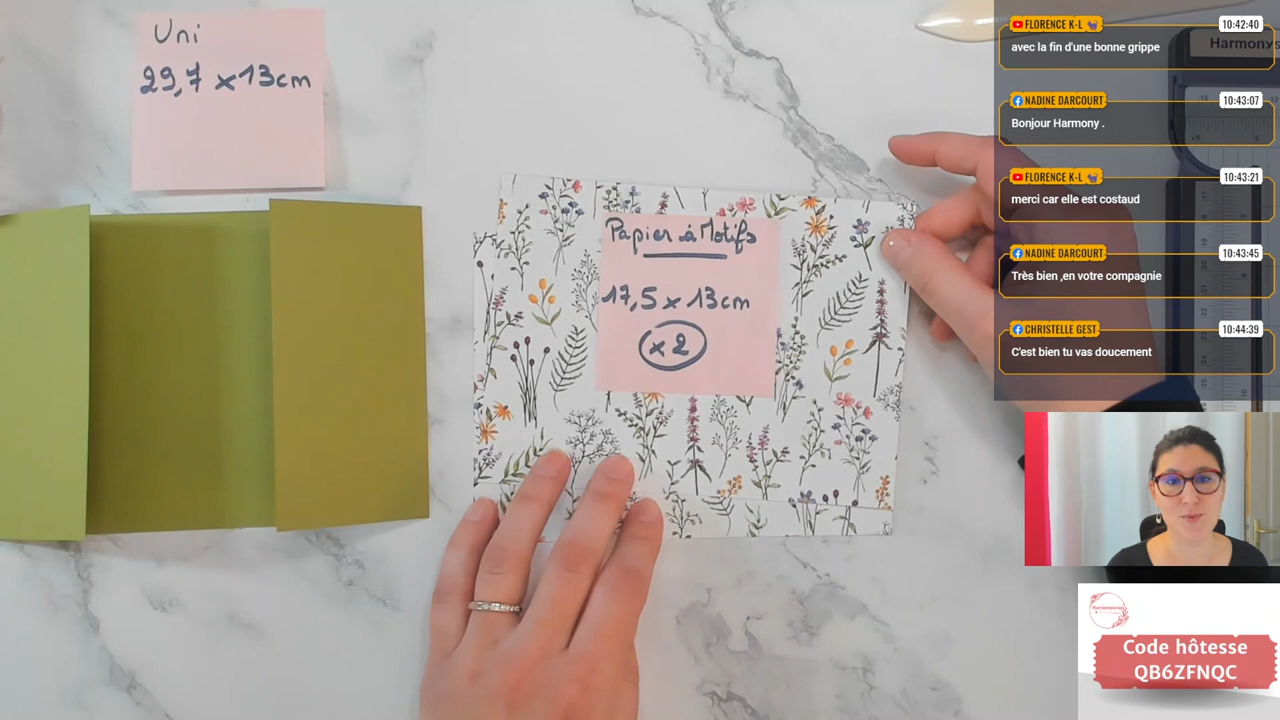 Uni
29,7 x 13cm
Papier à Motifs
17,5 x 13cm
x2
Harmonys
FLORENCE K-L
10:42:40
avec la fin d'une bonne grippe
NADINE DARCOURT
10:43:07
Bonjour Harmony .
FLORENCE K-L
10:43:21
merci car elle est costaud
NADINE DARCOURT
10:43:45
Très bien ,en votre compagnie
CHRISTELLE GEST
10:44:39
C'est bien tu vas doucement
Code hôtesse
QB6ZFNQC